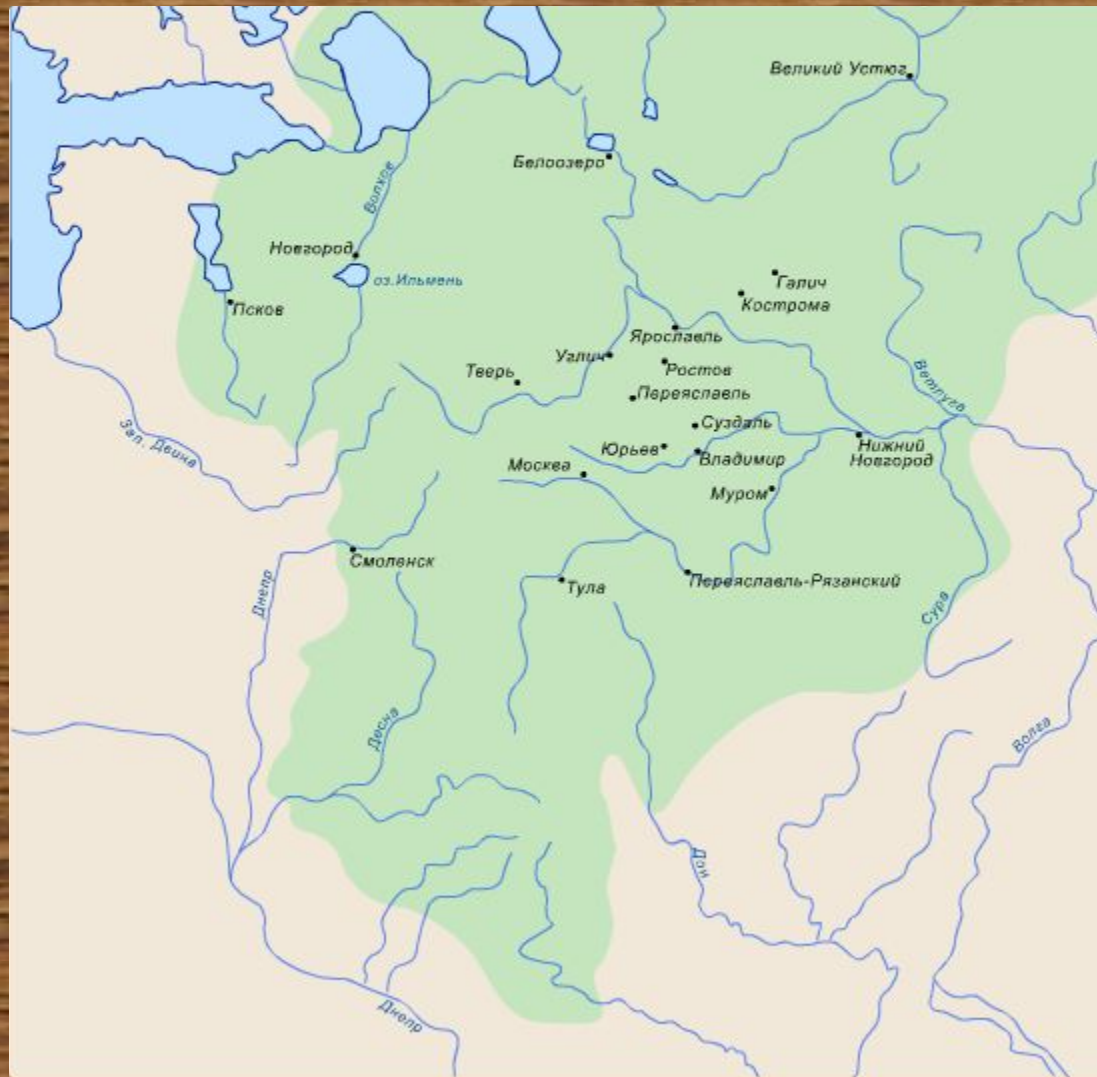 Великий Устюг
Белоозеро
Волхов
Новгород
оз.Ильмень
Псков
Галич
Кострома
Ярославль
Углич
Ростов
Тверь
Переяславль
Ветлуга
Зап. Двина
Суздаль
Юрьев
Владимир
Нижний
Новгород
Москва
Муром
Смоленск
Переяславль-Рязанский
Тула
Днепр
Сура
Десна
Волга
Дон
Днепр